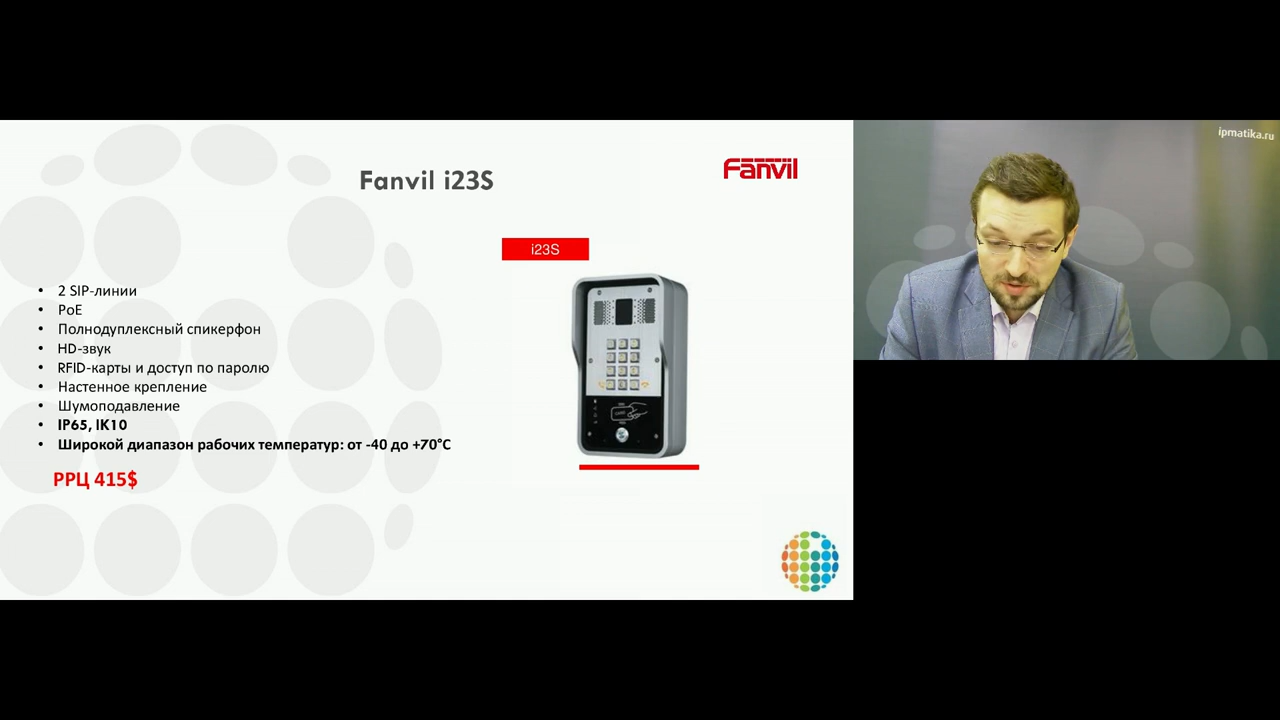 Fanvil i23S
Fanvil
i23S
• 2 SIP-линии
• PoE
• Полнодуплексный спикерфон
• HD-звук
• RFID-карты и доступ по паролю
• Настенное крепление
• Шумоподавление
• IP65, IK10
• Широкой диапазон рабочих температур: от -40 до +70°C
РРЦ 415$
ipmatika.ru